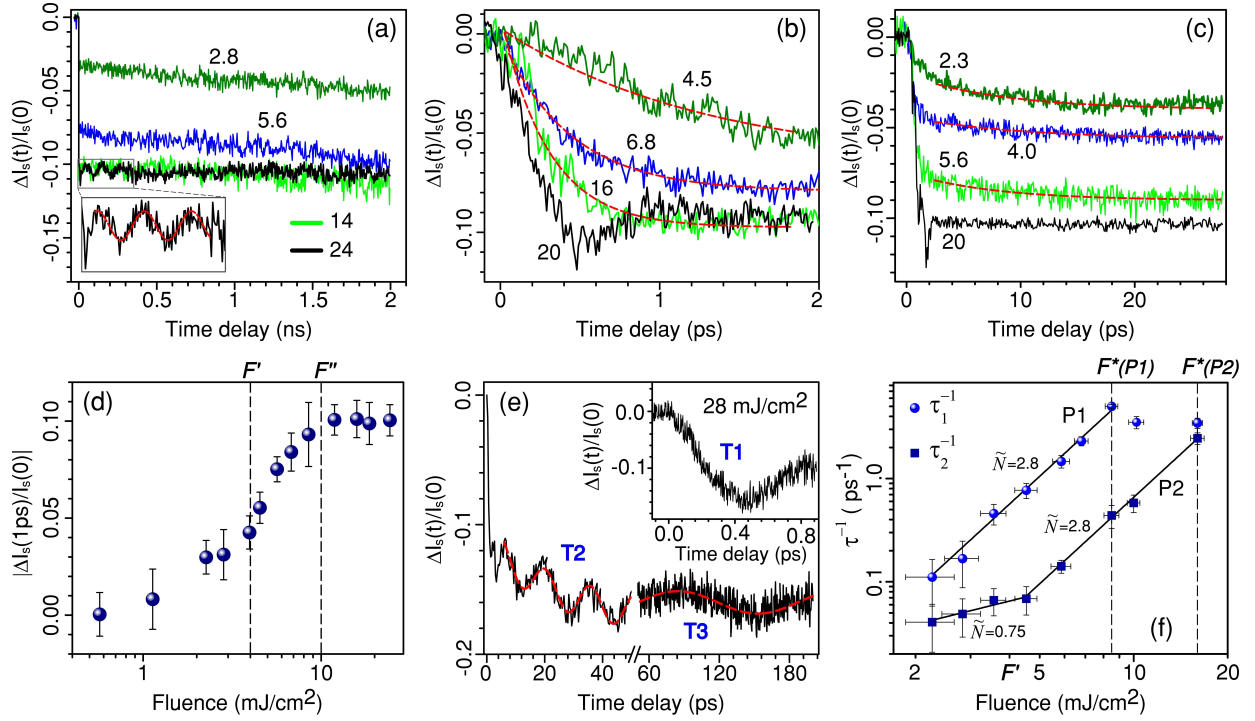 (a)
ΔIs(t)/Is(0)
0.0
-0.05
-0.10
-0.15
2.8
5.6
14
24
0 0.5 1 1.5 2
Time delay (ns)
(b)
ΔIs(t)/Is(0)
0.00
-0.05
-0.10
4.5
6.8
16
20
0 1 2
Time delay (ps)
(c)
ΔIs(t)/Is(0)
0.00
-0.05
-0.10
2.3
4.0
5.6
20
0 10 20
Time delay (ps)
(d)
F' F"
|ΔIs(1ps)/Is(0)|
0.10
0.05
0.00
1 10
Fluence (mJ/cm²)
(e)
ΔIs(t)/Is(0)
0.0
-0.1
-0.2
T2
T3
0 20 40 60 120 180
Time delay (ps)
28 mJ/cm²
T1
ΔIs(t)/Is(0)
0.0
-0.1
0.0 0.4 0.8
Time delay (ps)
F*(P1) F*(P2)
τ₁⁻¹
τ₂⁻¹
P1
Ñ=2.8
P2
Ñ=2.8
Ñ=0.75
(f)
τ⁻¹ ( ps⁻¹)
1.0
0.1
2 F' 5 10 20
Fluence (mJ/cm²)